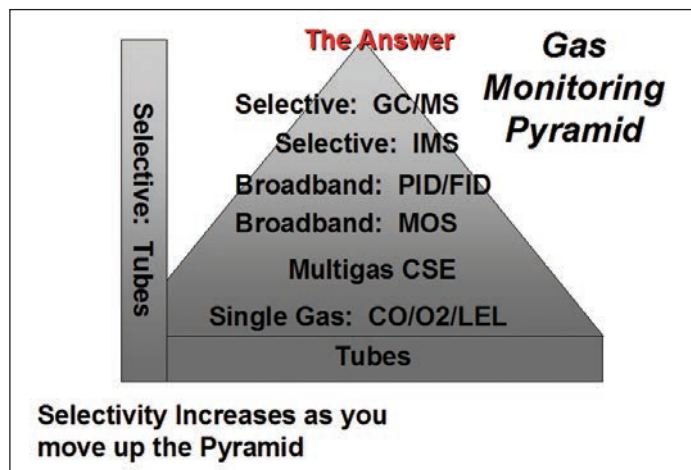 The Answer
Gas
Monitoring
Pyramid
Selective: GC/MS
Selective: IMS
Broadband: PID/FID
Broadband: MOS
Multigas CSE
Single Gas: CO/O2/LEL
Tubes
Selective: Tubes
Selectivity Increases as you
move up the Pyramid